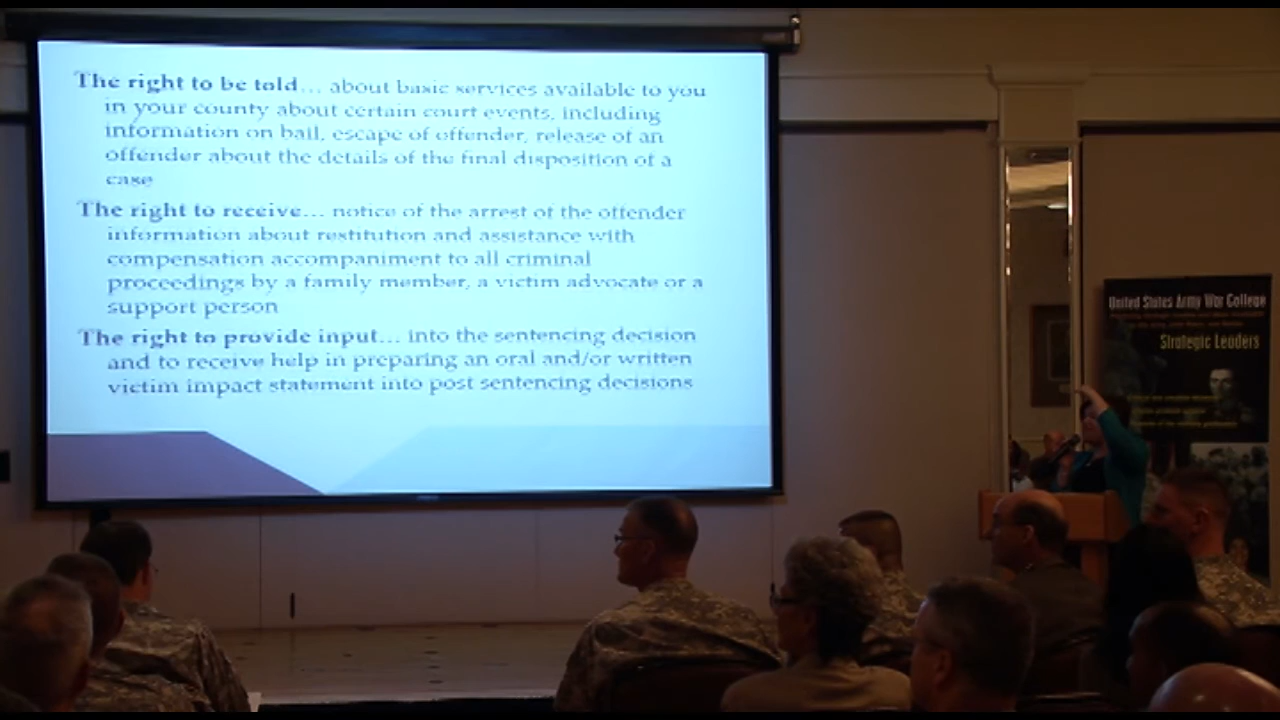 The right to be told... about basic services available to you
in your county about certain court events, including
information on bail, escape of offender, release of an
offender about the details of the final disposition of a
case
The right to receive... notice of the arrest of the offender
information about restitution and assistance with
compensation accompaniment to all criminal
proceedings by a family member, a victim advocate or a
support person
The right to provide input... into the sentencing decision
and to receive help in preparing an oral and/or written
victim impact statement into post sentencing decisions
United States Army War College
Strategic Leaders